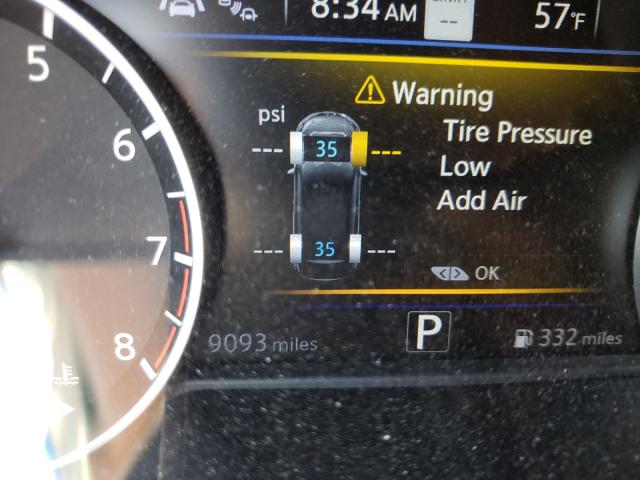 8:34 AM
--
57°F
5
6
7
8
Warning
psi
Tire Pressure
Low
Add Air
--- 35 ---
--- 35 ---
OK
9093 miles
P
332 miles